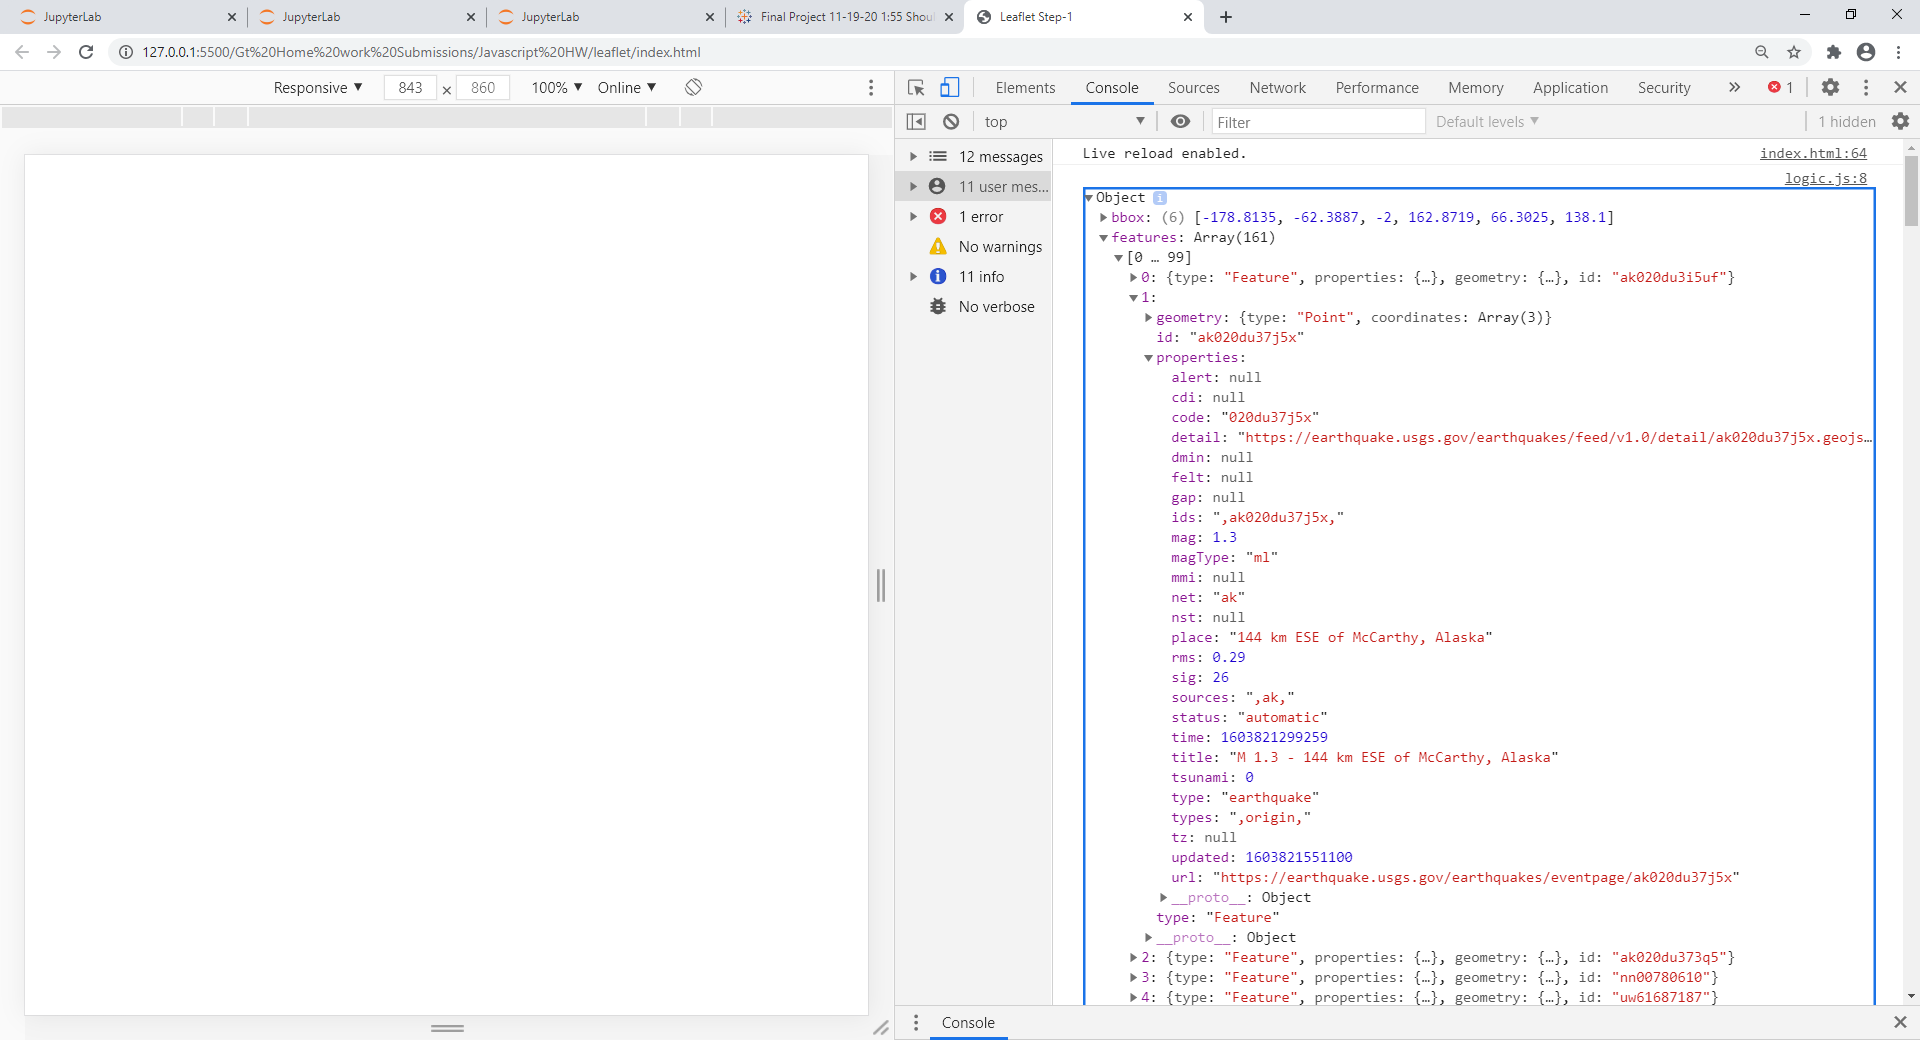 JupyterLab
JupyterLab
JupyterLab
Final Project 11-19-20 1:55 Shoul
Leaflet Step-1
127.0.0.1:5500/Gt%20Home%20work%20Submissions/Javascript%20HW/leaflet/index.html
Responsive ▼ 843 × 860 100% ▼ Online ▼
Elements Console Sources Network Performance Memory Application Security » 1
top ▼ Filter Default levels ▼ 1 hidden
12 messages
11 user mes...
1 error
No warnings
11 info
No verbose
Live reload enabled. index.html:64
logic.js:8
▼Object i
▶bbox: (6) [-178.8135, -62.3887, -2, 162.8719, 66.3025, 138.1]
▼features: Array(161)
▼[0 … 99]
▶0: {type: "Feature", properties: {…}, geometry: {…}, id: "ak020du3i5uf"}
▼1:
▶geometry: {type: "Point", coordinates: Array(3)}
id: "ak020du37j5x"
▼properties:
alert: null
cdi: null
code: "020du37j5x"
detail: "https://earthquake.usgs.gov/earthquakes/feed/v1.0/detail/ak020du37j5x.geojs…
dmin: null
felt: null
gap: null
ids: ",ak020du37j5x,"
mag: 1.3
magType: "ml"
mmi: null
net: "ak"
nst: null
place: "144 km ESE of McCarthy, Alaska"
rms: 0.29
sig: 26
sources: ",ak,"
status: "automatic"
time: 1603821299259
title: "M 1.3 - 144 km ESE of McCarthy, Alaska"
tsunami: 0
type: "earthquake"
types: ",origin,"
tz: null
updated: 1603821551100
url: "https://earthquake.usgs.gov/earthquakes/eventpage/ak020du37j5x"
▶__proto__: Object
type: "Feature"
▶__proto__: Object
▶2: {type: "Feature", properties: {…}, geometry: {…}, id: "ak020du373q5"}
▶3: {type: "Feature", properties: {…}, geometry: {…}, id: "nn00780610"}
▶4: {type: "Feature", properties: {…}, geometry: {…}, id: "uw61687187"}
Console